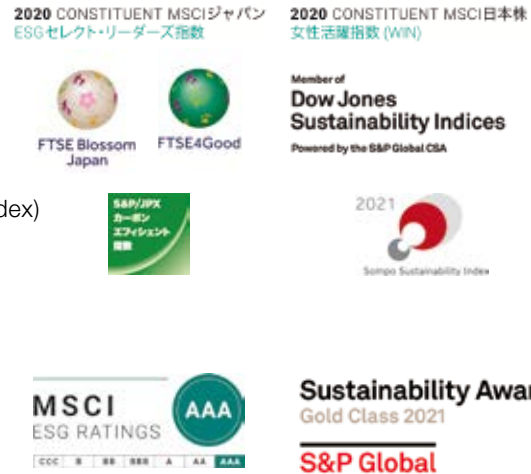 2020 CONSTITUENT MSCIジャパン
ESGセレクト・リーダーズ指数
2020 CONSTITUENT MSCI日本株
女性活躍指数 (WIN)
FTSE Blossom
Japan
FTSE4Good
Member of
Dow Jones
Sustainability Indices
Powered by the S&P Global CSA
dex)
S&P/JPX
カーボン
エフィシェント
指数
2021
Sompo Sustainability Index
MSCI
ESG RATINGS
AAA
CCC B BB BBB A AA AAA
Sustainability Awar
Gold Class 2021
S&P Global